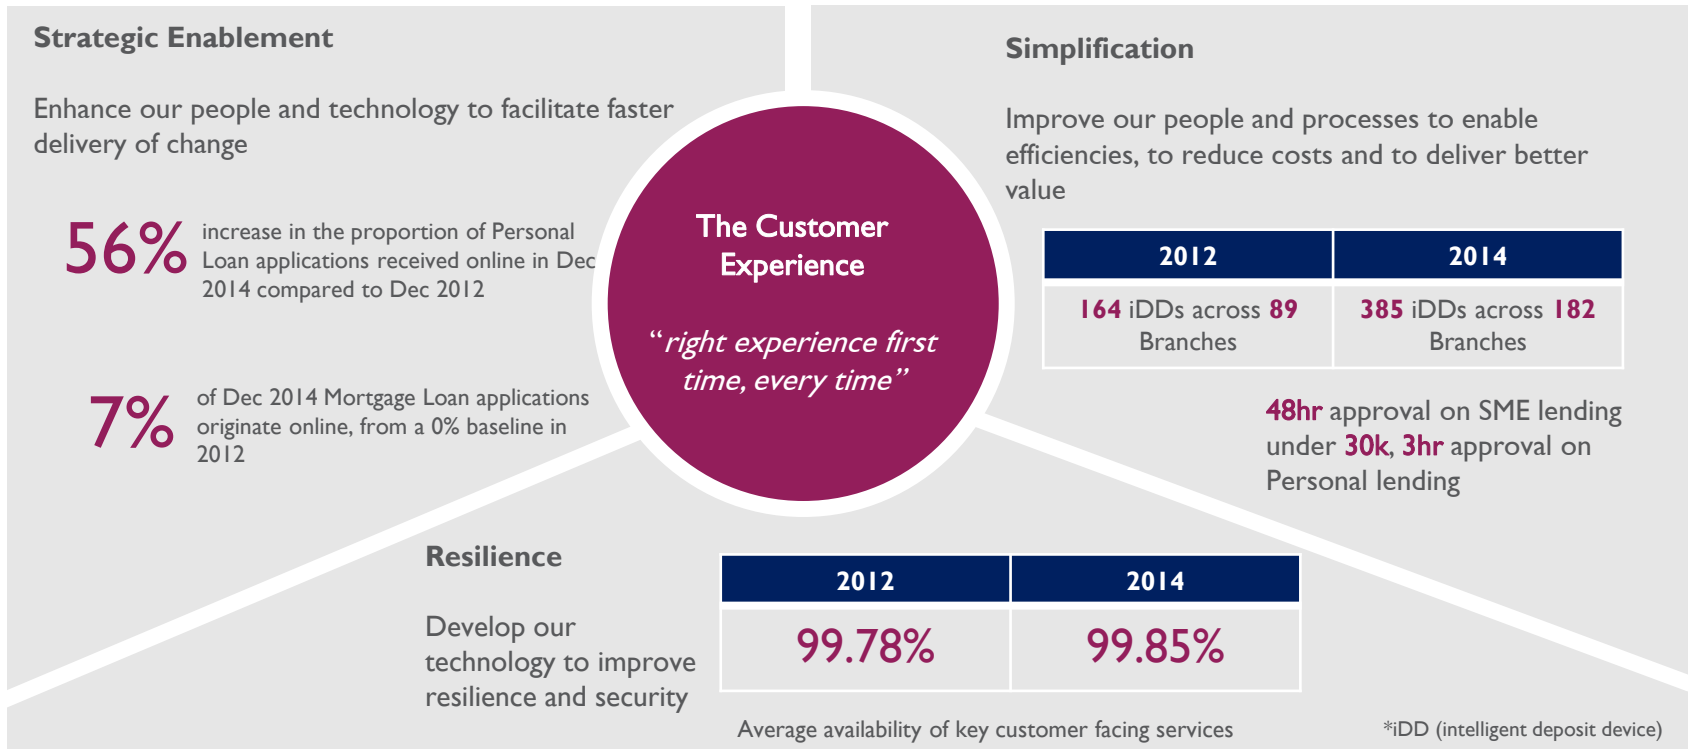 Strategic Enablement
Enhance our people and technology to facilitate faster
delivery of change
56%
increase in the proportion of Personal
Loan applications received online in Dec
2014 compared to Dec 2012
7%
of Dec 2014 Mortgage Loan applications
originate online, from a 0% baseline in
2012
The Customer
Experience
“right experience first
time, every time”
Simplification
Improve our people and processes to enable
efficiencies, to reduce costs and to deliver better
value
2012 2014
164 iDDs across 89 385 iDDs across 182
Branches Branches
48hr approval on SME lending
under 30k, 3hr approval on
Personal lending
Resilience
Develop our
technology to improve
resilience and security
2012 2014
99.78% 99.85%
Average availability of key customer facing services
*iDD (intelligent deposit device)